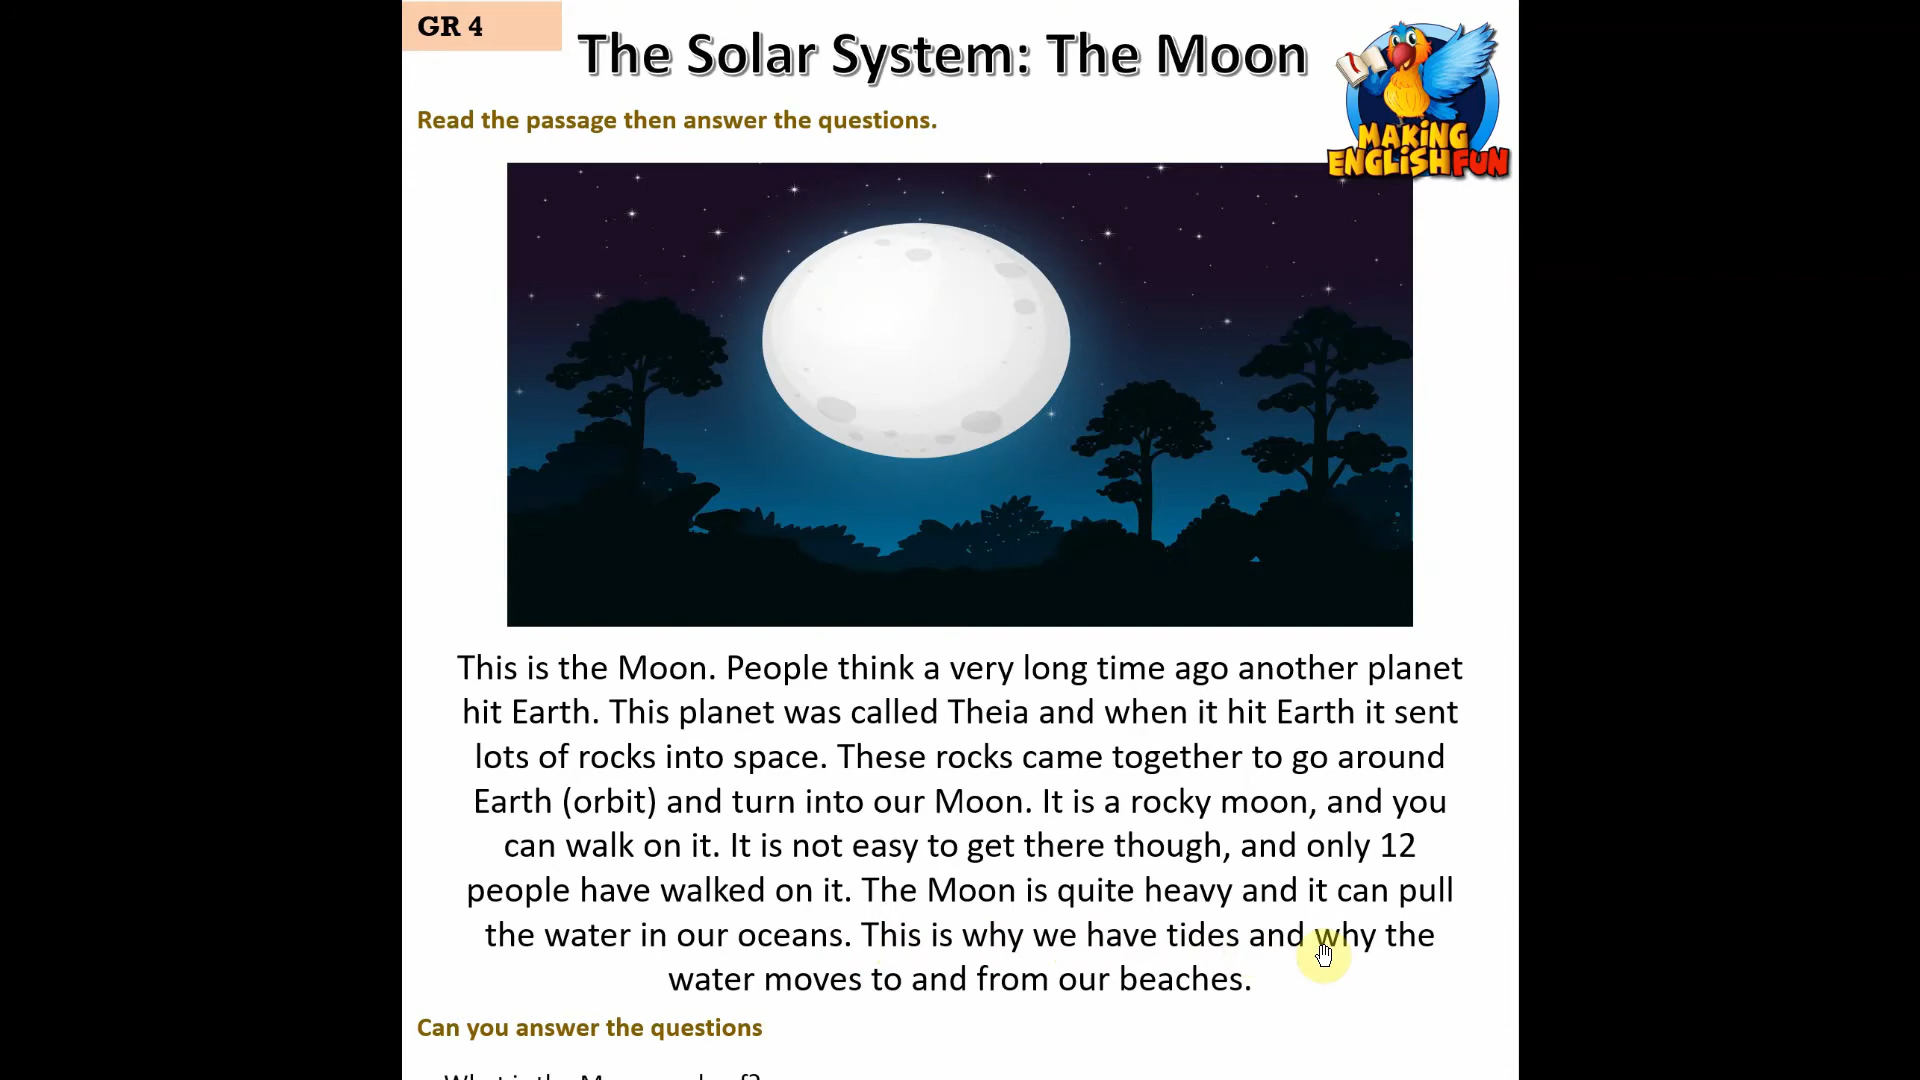 GR 4
The Solar System: The Moon
MAKING
ENGLISH FUN
Read the passage then answer the questions.
This is the Moon. People think a very long time ago another planet
hit Earth. This planet was called Theia and when it hit Earth it sent
lots of rocks into space. These rocks came together to go around
Earth (orbit) and turn into our Moon. It is a rocky moon, and you
can walk on it. It is not easy to get there though, and only 12
people have walked on it. The Moon is quite heavy and it can pull
the water in our oceans. This is why we have tides and why the
water moves to and from our beaches.
Can you answer the questions
What is the Moon made of?